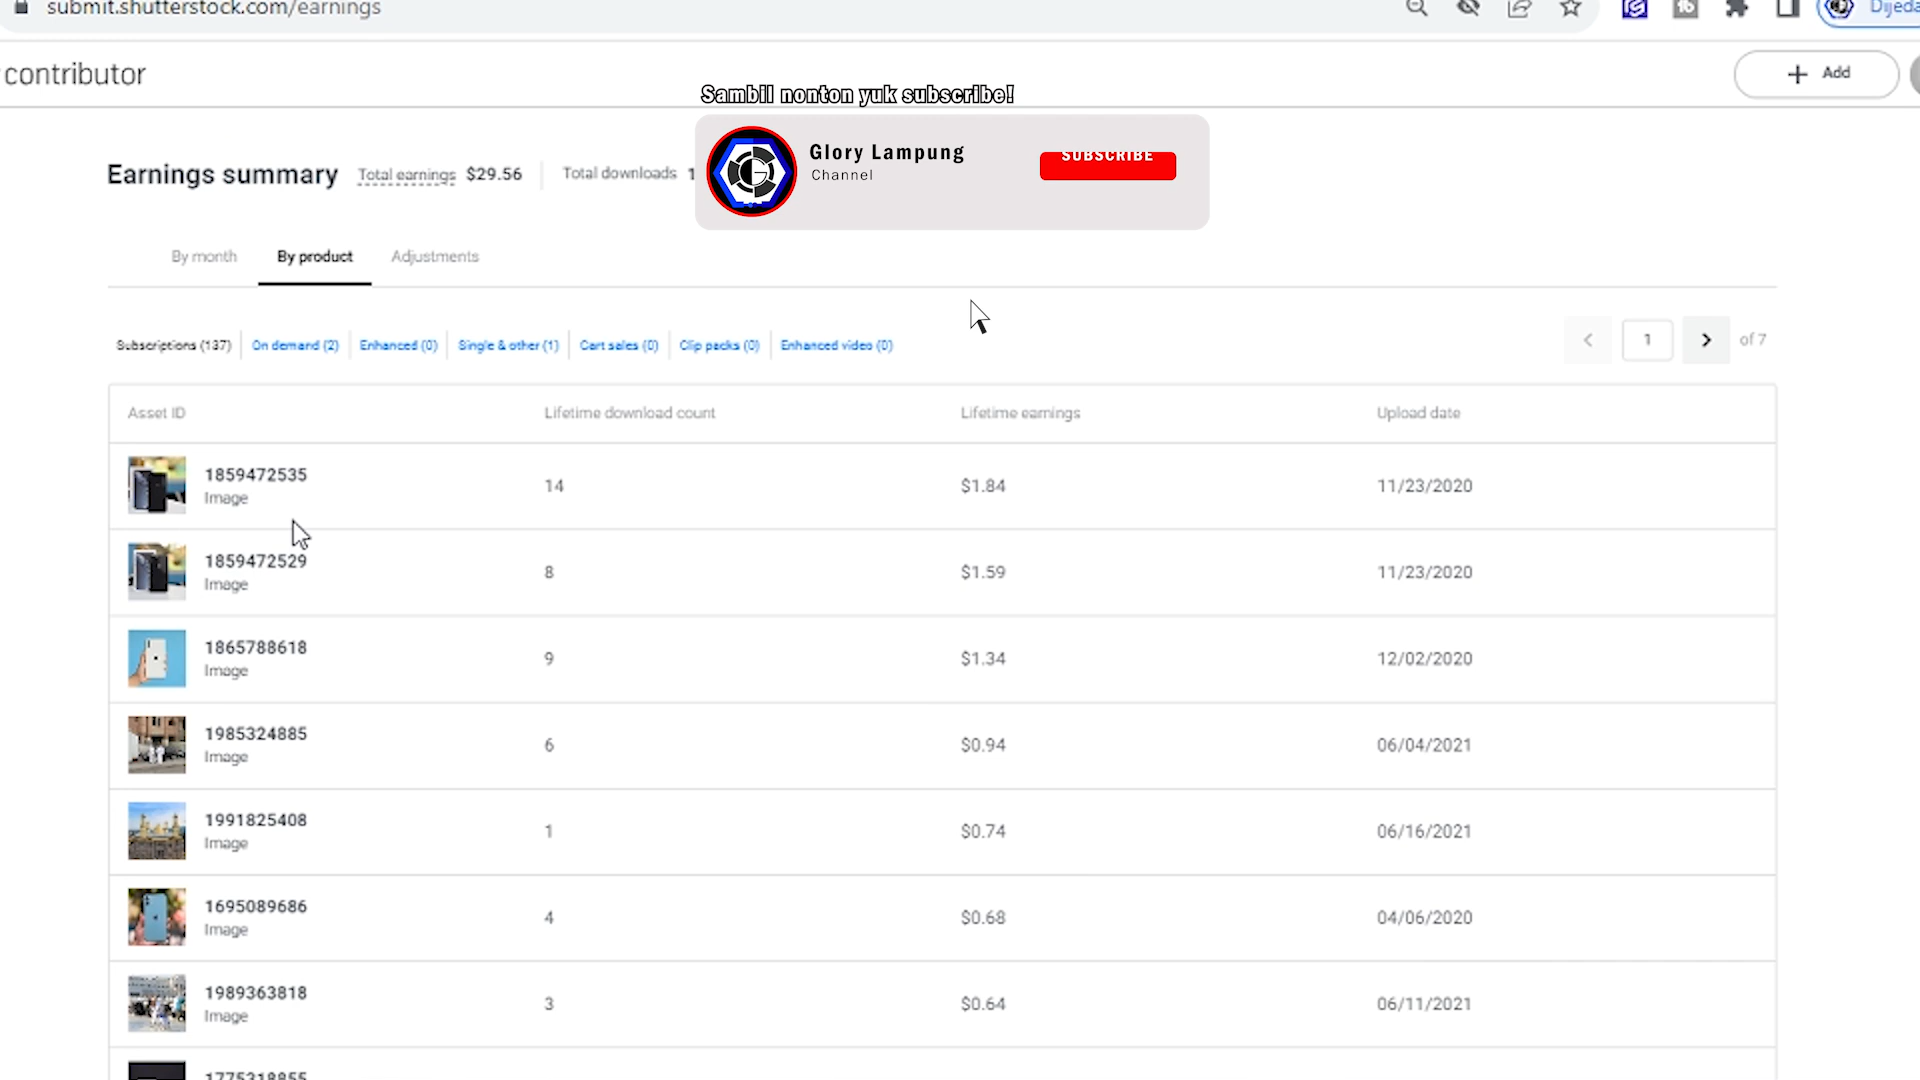 submit.shutterstock.com/earnings
contributor
Add
Sambil nonton yuk subscribe!
Glory Lampung
Channel
SUBSCRIBE
Earnings summary Total earnings $29.56 Total downloads 1
By month By product Adjustments
Subscriptions (137) On demand (2) Enhanced (0) Single & other (1) Cart sales (0) Clip packs (0) Enhanced video (0)
1 of 7
Asset ID Lifetime download count Lifetime earnings Upload date
1859472535
Image
14 $1.84 11/23/2020
1859472529
Image
8 $1.59 11/23/2020
1865788618
Image
9 $1.34 12/02/2020
1985324885
Image
6 $0.94 06/04/2021
1991825408
Image
1 $0.74 06/16/2021
1695089686
Image
4 $0.68 04/06/2020
1989363818
Image
3 $0.64 06/11/2021
1775318855